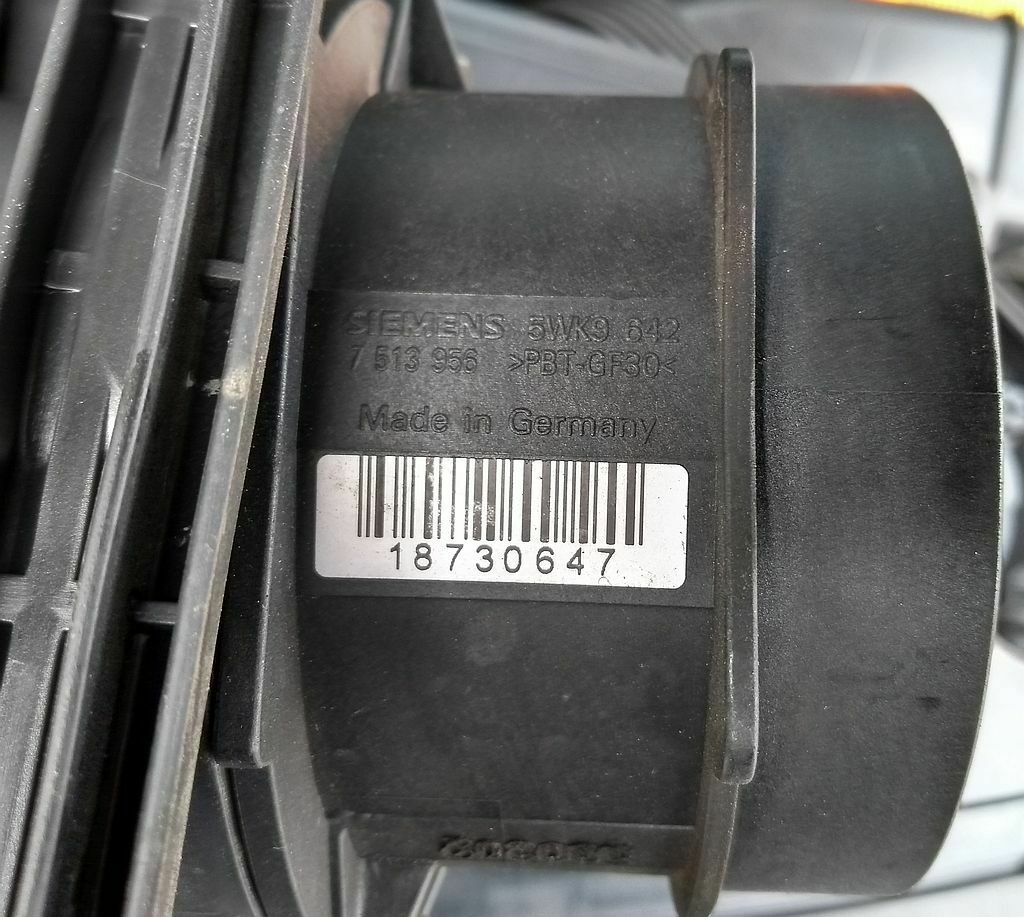 SIEMENS 5WK9 642
7 513 956 >PBT-GF30<
Made in Germany
18730647